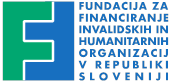 FUNDACIJA ZA
FINANCIRANJE
INVALIDSKIH IN
HUMANITARNIH
ORGANIZACIJ
V REPUBLIKI
SLOVENIJI